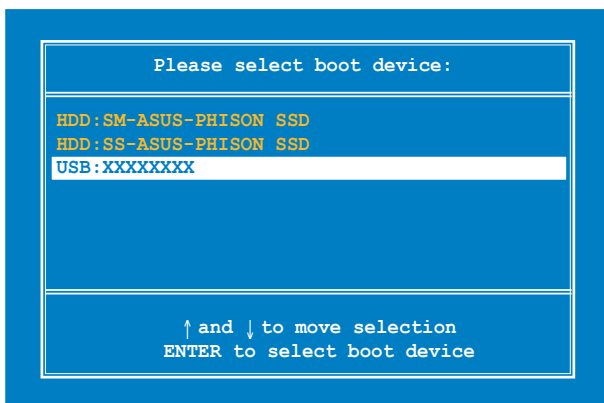 Please select boot device:
HDD:SM-ASUS-PHISON SSD
HDD:SS-ASUS-PHISON SSD
USB:XXXXXXXX
↑ and ↓ to move selection
ENTER to select boot device